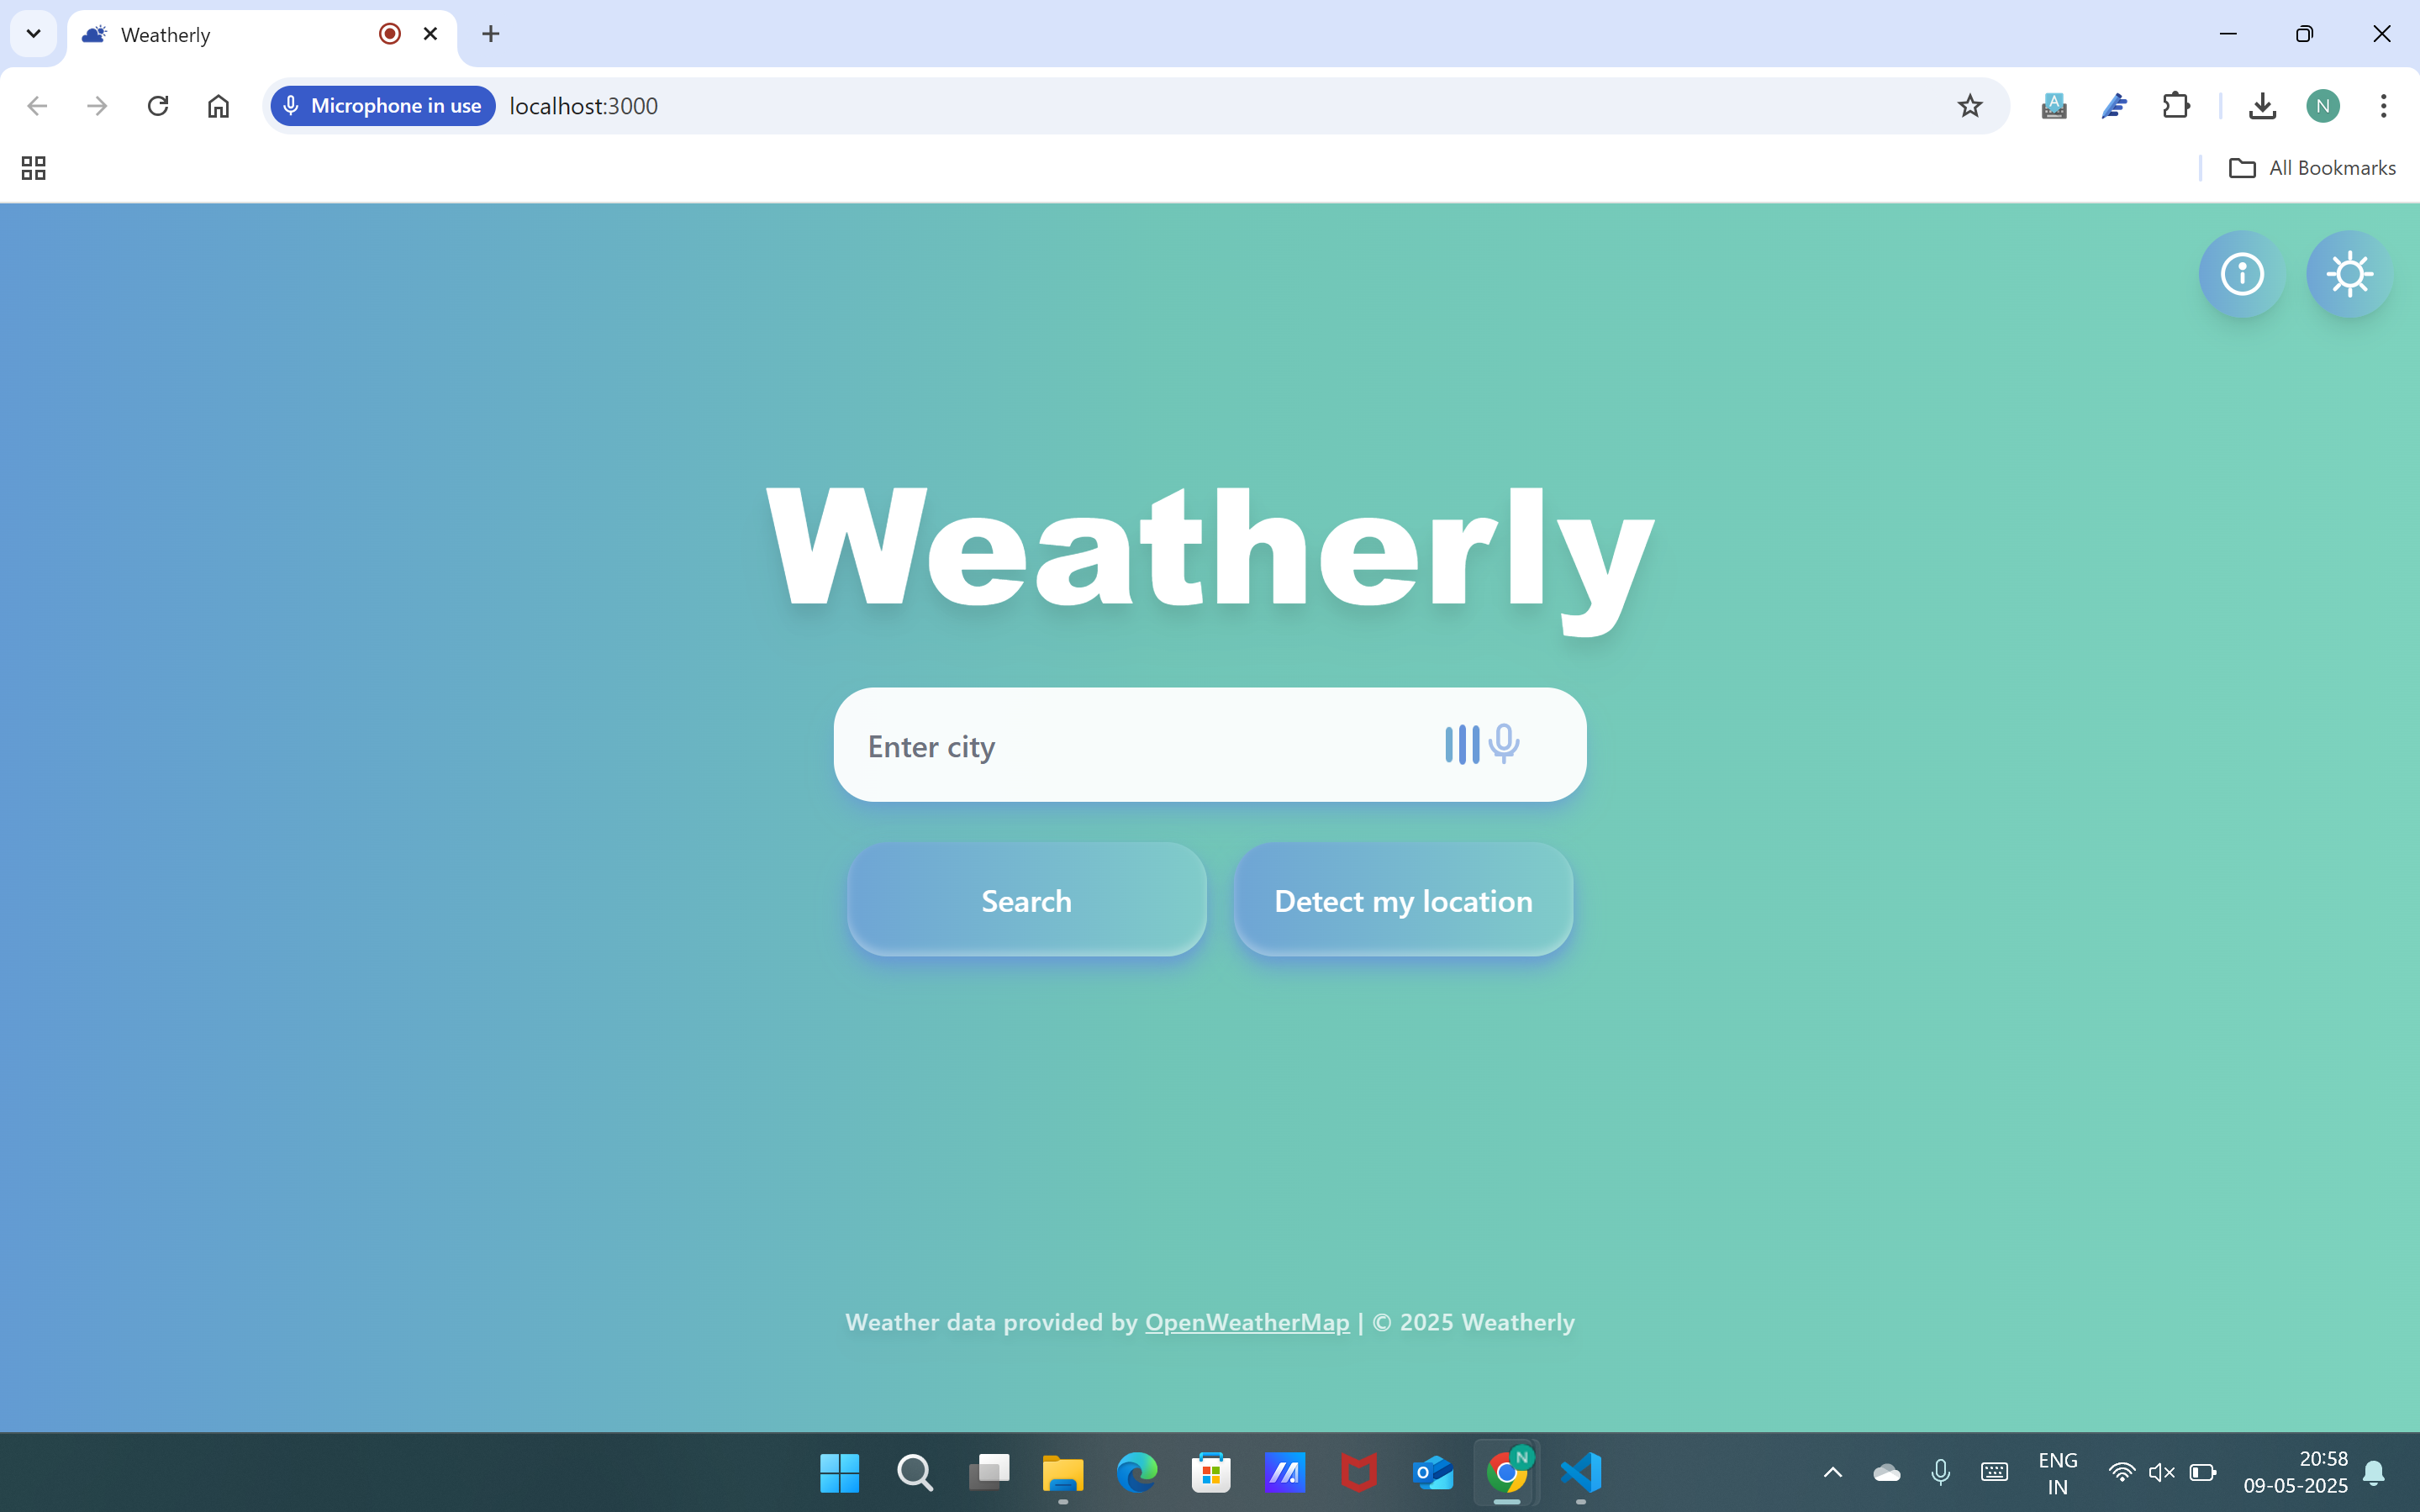 Weatherly
Microphone in use
localhost:3000
N
All Bookmarks
Weatherly
Enter city
Search
Detect my location
Weather data provided by OpenWeatherMap | © 2025 Weatherly
N
ENG
IN
20:58
09-05-2025